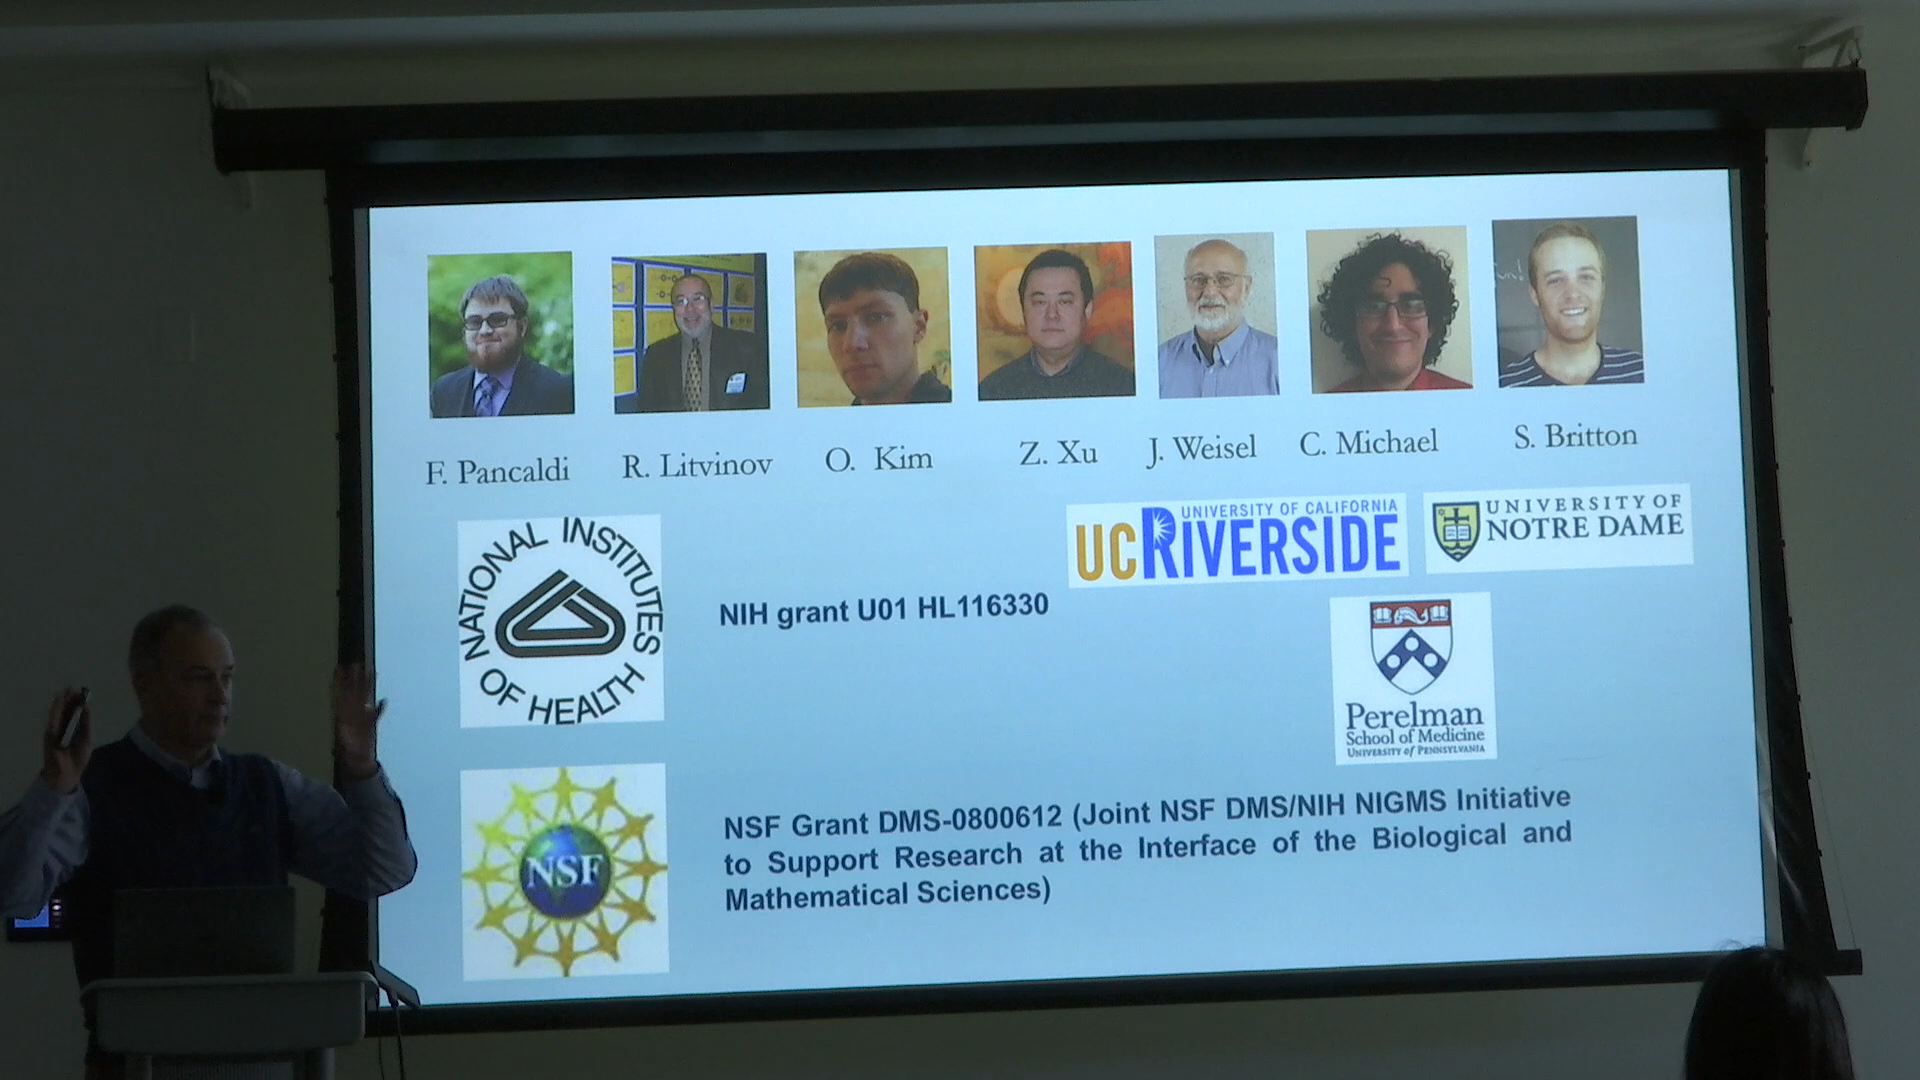 F. Pancaldi
R. Litvinov
O. Kim
Z. Xu
J. Weisel
C. Michael
S. Britton
NATIONAL INSTITUTES OF HEALTH
NIH grant U01 HL116330
UNIVERSITY OF CALIFORNIA
UCRIVERSIDE
UNIVERSITY OF
NOTRE DAME
Perelman
School of Medicine
UNIVERSITY of PENNSYLVANIA
NSF
NSF Grant DMS-0800612 (Joint NSF DMS/NIH NIGMS Initiative
to Support Research at the Interface of the Biological and
Mathematical Sciences)